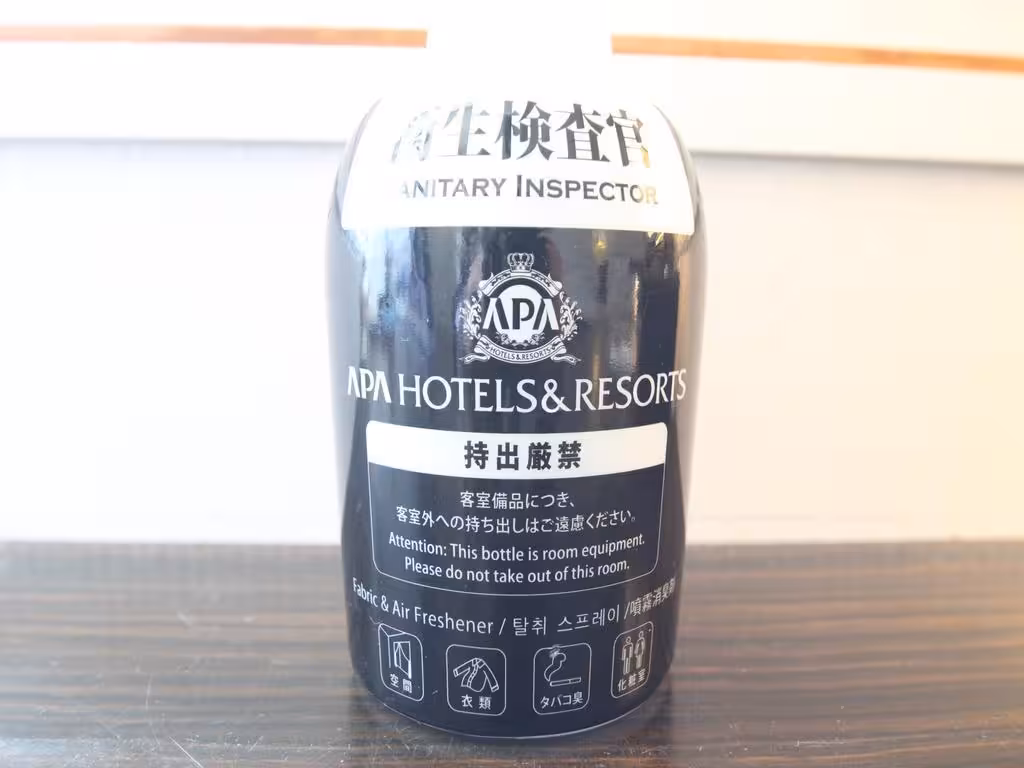 衛生検査官
SANITARY INSPECTOR
APA
HOTELS & RESORTS
APA HOTELS & RESORTS
持出厳禁
客室備品につき、
客室外への持ち出しはご遠慮ください。
Attention: This bottle is room equipment.
Please do not take out of this room.
Fabric & Air Freshener / 탈취 스프레이 /噴霧消臭剤
空間
衣類
タバコ臭
化粧室